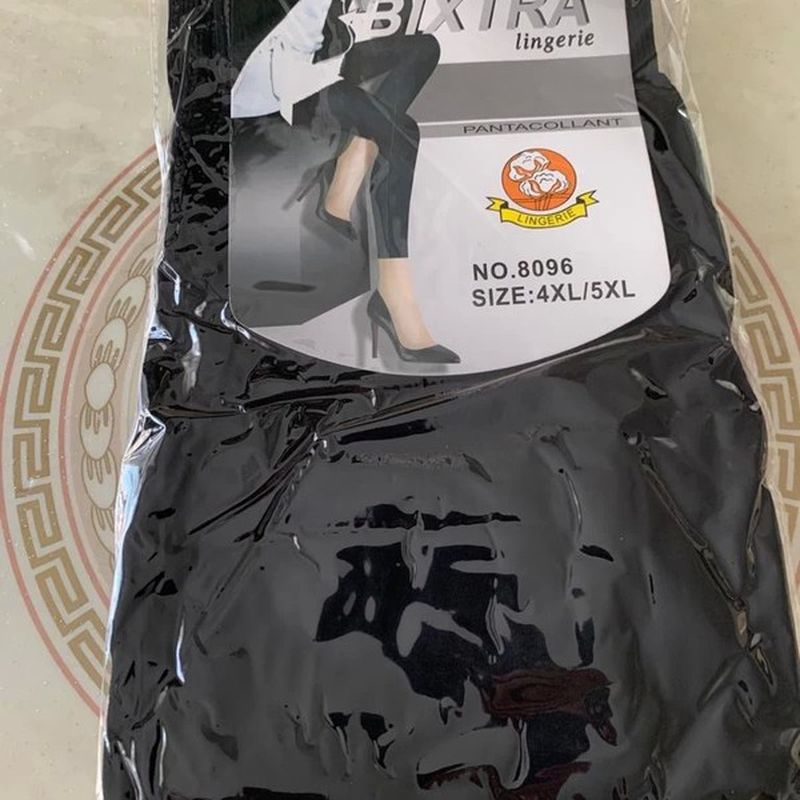 BIXTRA
lingerie
PANTACOLLANT
LINGERIE
NO.8096
SIZE:4XL/5XL